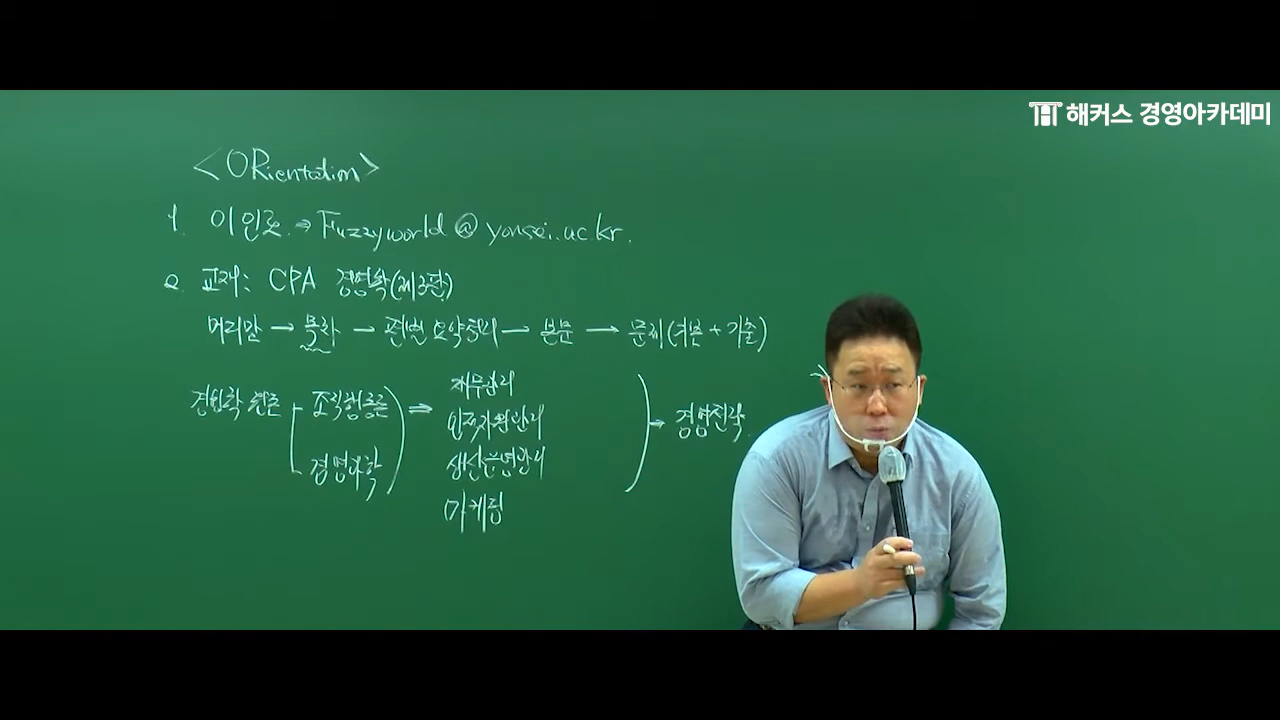 해커스 경영아카데미
<ORientation>
1. 이인호 ⇒ Fuzzyworld @ yonsei.ac.kr.
2. 교재: CPA 경영학(제3판)
머리말 → 목차 → 편별 요약정리 → 본문 → 문제(객관 + 기출)
경영학 원론 조직행동론 ⇒ 재무관리
인적자원관리 → 경영전략
경영과학 생산운영관리
마케팅